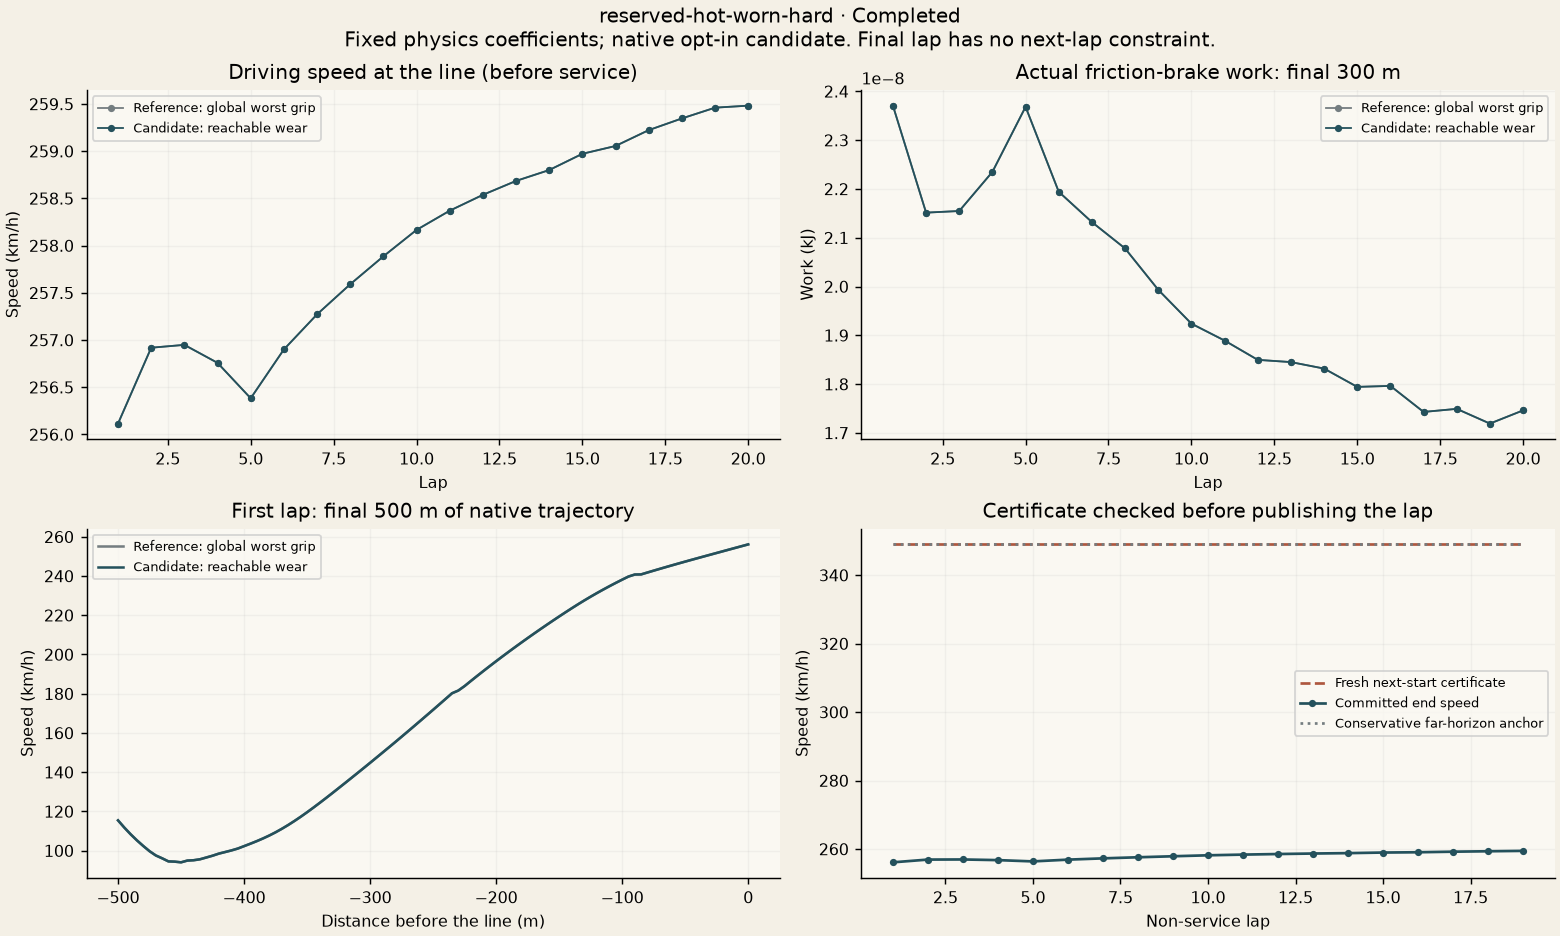 reserved-hot-worn-hard · Completed
Fixed physics coefficients; native opt-in candidate. Final lap has no next-lap constraint.
Driving speed at the line (before service)
Reference: global worst grip
Candidate: reachable wear
259.5
259.0
258.5
258.0
257.5
257.0
256.5
256.0
Speed (km/h)
2.5
5.0
7.5
10.0
12.5
15.0
17.5
20.0
Lap
Actual friction-brake work: final 300 m
1e−8
Reference: global worst grip
Candidate: reachable wear
2.4
2.3
2.2
2.1
2.0
1.9
1.8
1.7
Work (kJ)
2.5
5.0
7.5
10.0
12.5
15.0
17.5
20.0
Lap
First lap: final 500 m of native trajectory
Reference: global worst grip
Candidate: reachable wear
260
240
220
200
180
160
140
120
100
Speed (km/h)
−500
−400
−300
−200
−100
0
Distance before the line (m)
Certificate checked before publishing the lap
340
320
300
280
260
Speed (km/h)
Fresh next-start certificate
Committed end speed
Conservative far-horizon anchor
2.5
5.0
7.5
10.0
12.5
15.0
17.5
Non-service lap